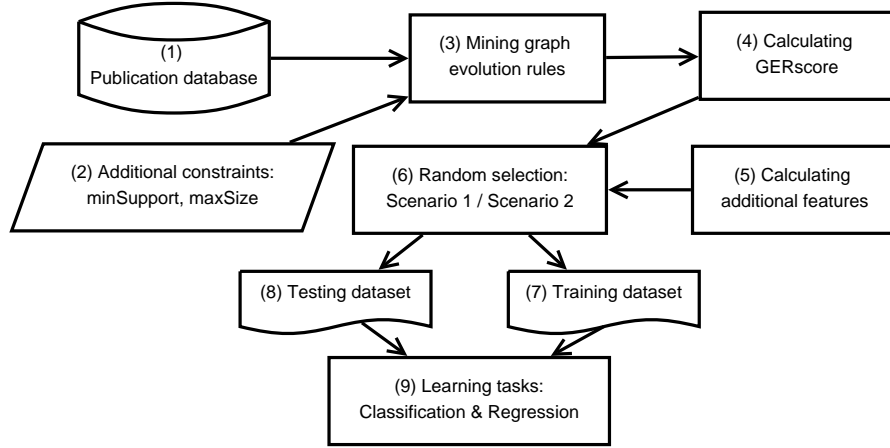 (1)
Publication database
(3) Mining graph
evolution rules
(4) Calculating
GERscore
(2) Additional constraints:
minSupport, maxSize
(6) Random selection:
Scenario 1 / Scenario 2
(5) Calculating
additional features
(8) Testing dataset
(7) Training dataset
(9) Learning tasks:
Classification & Regression